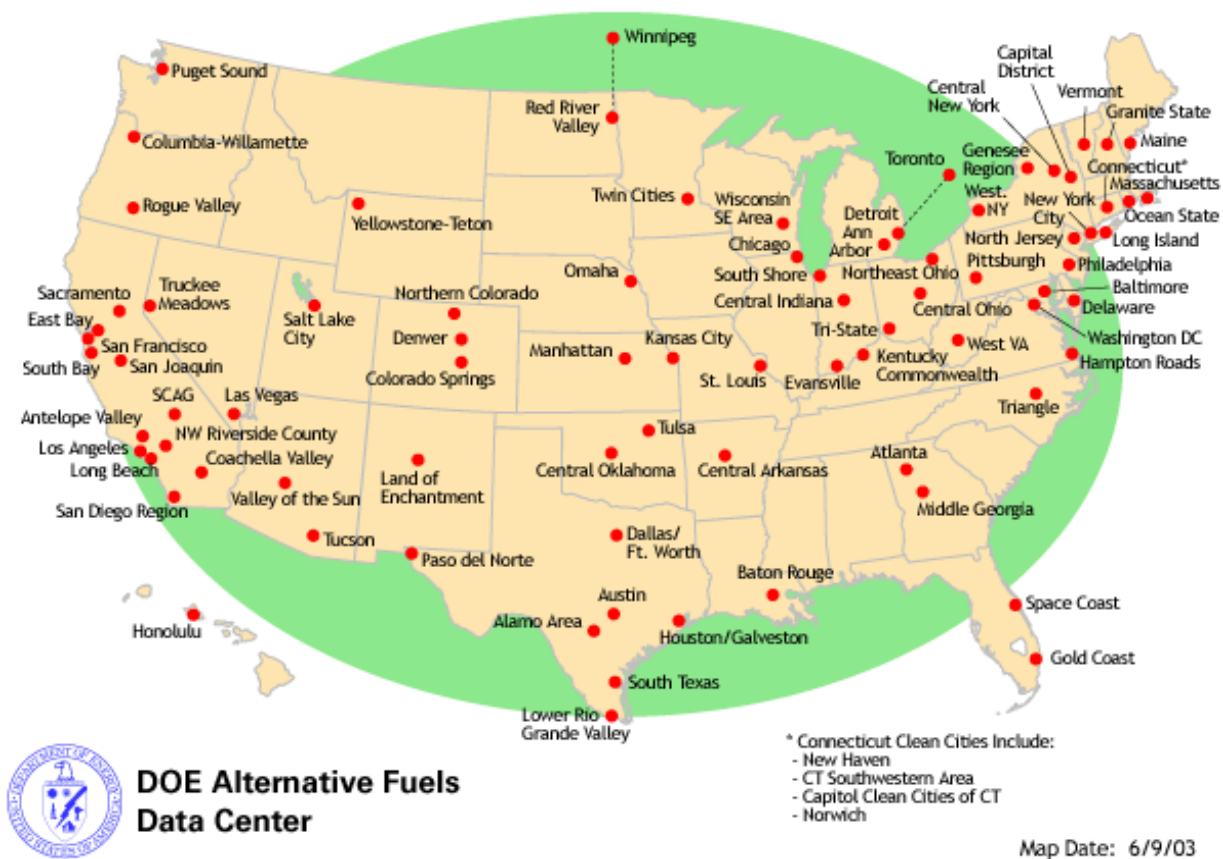 Winnipeg
Puget Sound
Capital
District
Central
New York
Vermont
Granite State
Red River
Valley
Columbia-Willamette
Maine
Toronto
Genesee
Region
Connecticut*
Massachusetts
Twin Cities
Wisconsin
SE Area
West.
NY
New York
City
Ocean State
Rogue Valley
Yellowstone-Teton
Detroit
Ann
Arbor
Chicago
North Jersey
Long Island
Pittsburgh
Philadelphia
Omaha
South Shore
Northeast Ohio
Baltimore
Truckee
Meadows
Sacramento
Northern Colorado
Central Indiana
Central Ohio
Delaware
East Bay
Salt Lake
City
Tri-State
Washington DC
San Francisco
Denver
Kansas City
West VA
South Bay
San Joaquin
Manhattan
Kentucky
Commonwealth
Hampton Roads
Colorado Springs
St. Louis
Evansville
SCAG
Las Vegas
Triangle
Antelope Valley
NW Riverside County
Tulsa
Los Angeles
Long Beach
Coachella Valley
Land of
Enchantment
Central Oklahoma
Central Arkansas
Atlanta
Valley of the Sun
San Diego Region
Middle Georgia
Tucson
Paso del Norte
Dallas/
Ft. Worth
Baton Rouge
Austin
Space Coast
Honolulu
Alamo Area
Houston/Galveston
Gold Coast
South Texas
Lower Rio
Grande Valley
* Connecticut Clean Cities Include:
- New Haven
- CT Southwestern Area
- Capitol Clean Cities of CT
- Norwich
DEPARTMENT OF ENERGY
UNITED STATES OF AMERICA
DOE Alternative Fuels
Data Center
Map Date: 6/9/03